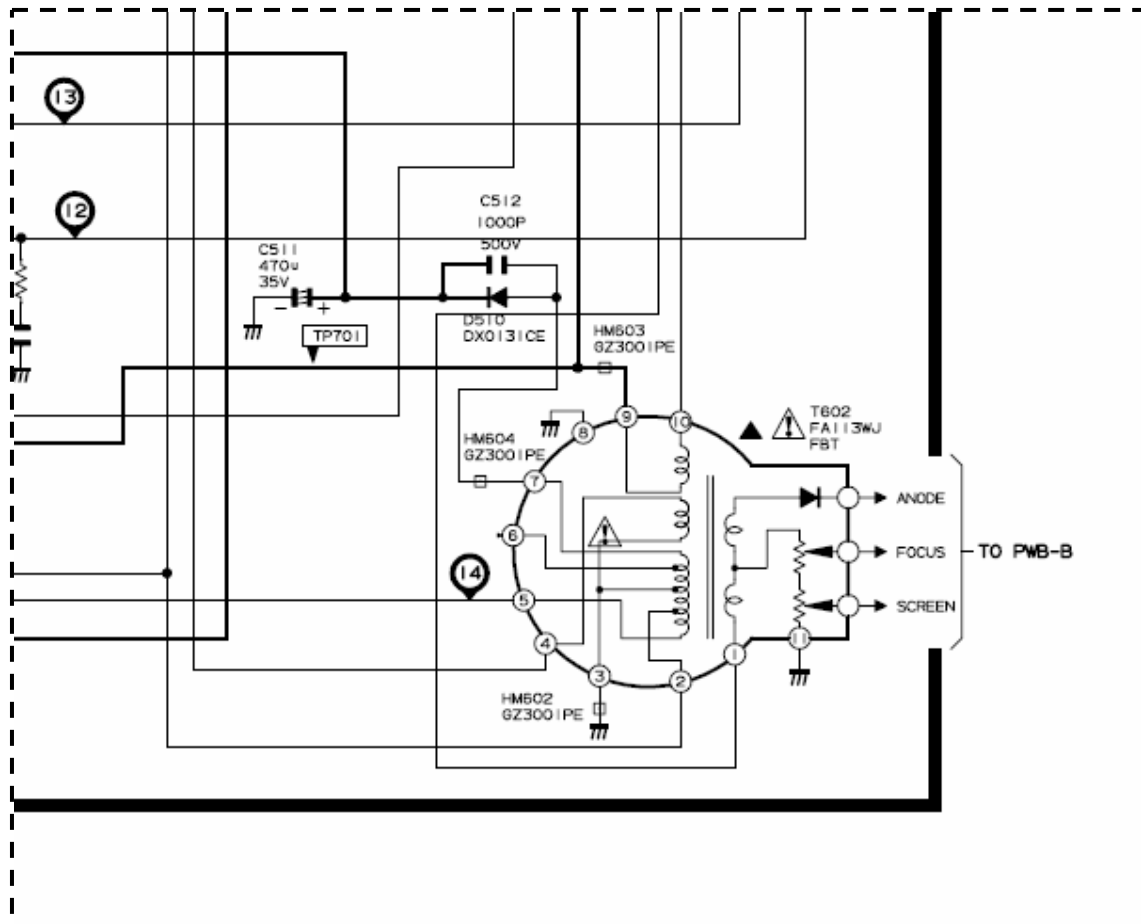 13
12
C512
1000P
500V
C511
470u
35V
− +
TP701
D510
DX0131CE
HM603
GZ3001PE
T602
FA113WJ
FBT
9
10
8
HM604
GZ3001PE
7
ANODE
6
FOCUS
TO PWB-B
14
5
SCREEN
4
11
1
3
2
HM602
GZ3001PE